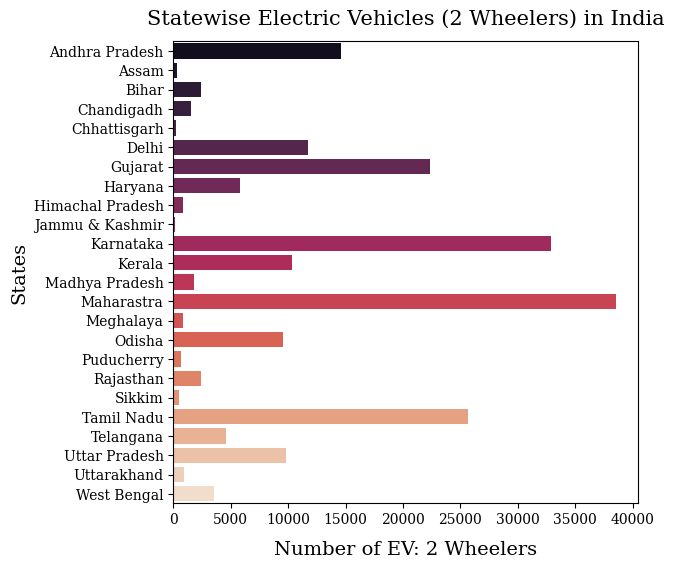 Statewise Electric Vehicles (2 Wheelers) in India
Andhra Pradesh
Assam
Bihar
Chandigadh
Chhattisgarh
Delhi
Gujarat
Haryana
Himachal Pradesh
Jammu & Kashmir
Karnataka
Kerala
Madhya Pradesh
Maharastra
Meghalaya
Odisha
Puducherry
Rajasthan
Sikkim
Tamil Nadu
Telangana
Uttar Pradesh
Uttarakhand
West Bengal
States
0 5000 10000 15000 20000 25000 30000 35000 40000
Number of EV: 2 Wheelers